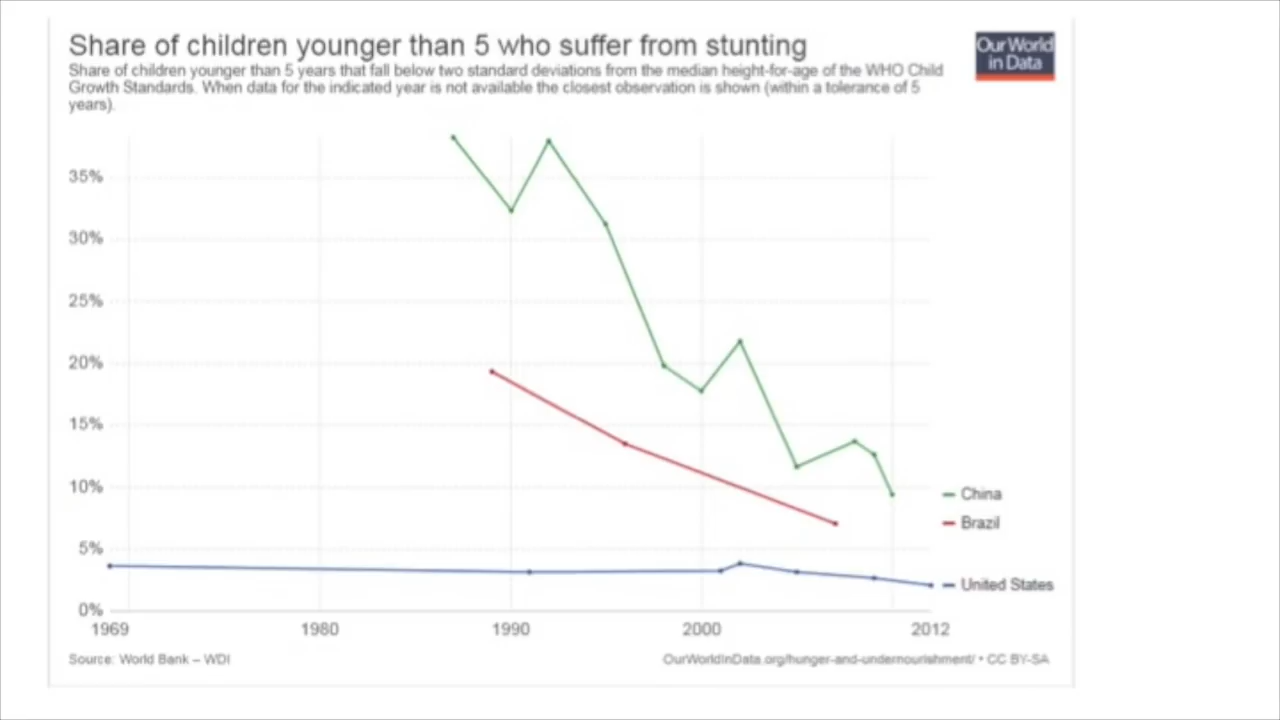 Share of children younger than 5 who suffer from stunting
Our World
in Data
Share of children younger than 5 years that fall below two standard deviations from the median height-for-age of the WHO Child
Growth Standards. When data for the indicated year is not available the closest observation is shown (within a tolerance of 5
years).
35%
30%
25%
20%
15%
10%
5%
0%
China
Brazil
United States
1969 1980 1990 2000 2012
Source: World Bank – WDI
OurWorldInData.org/hunger-and-undernourishment/ • CC BY-SA